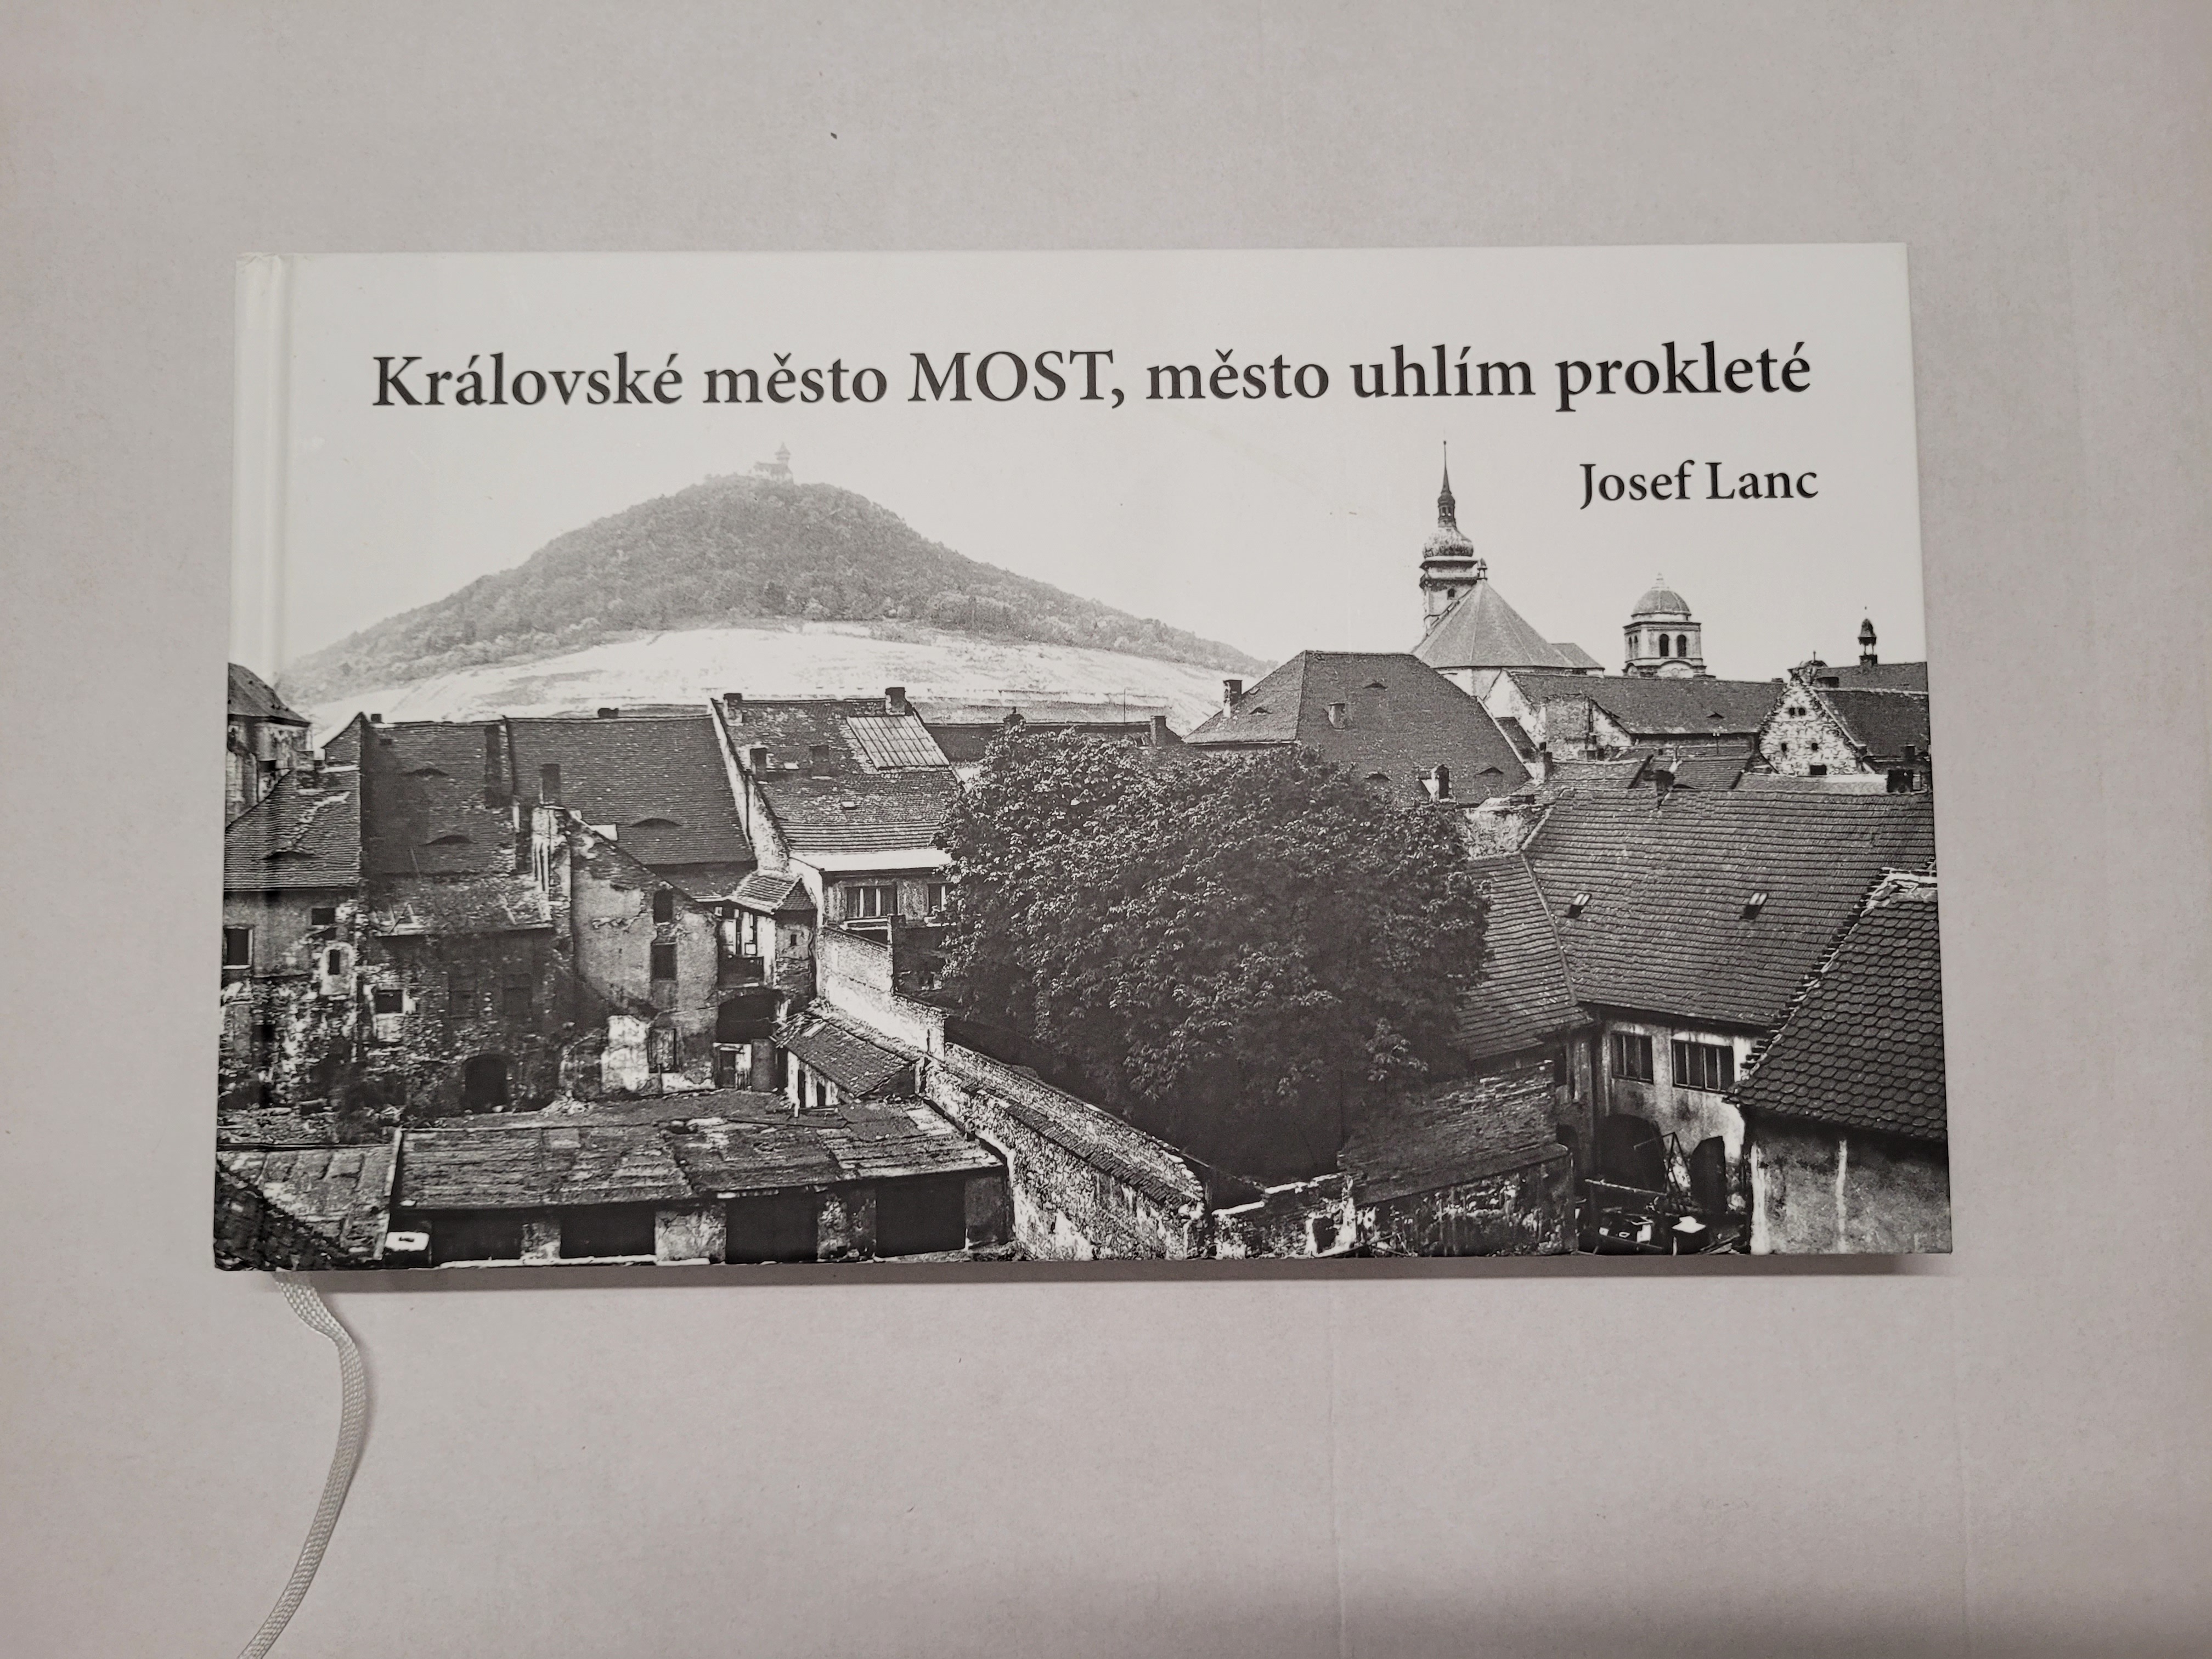 Královské město MOST, město uhlím prokleté
Josef Lanc